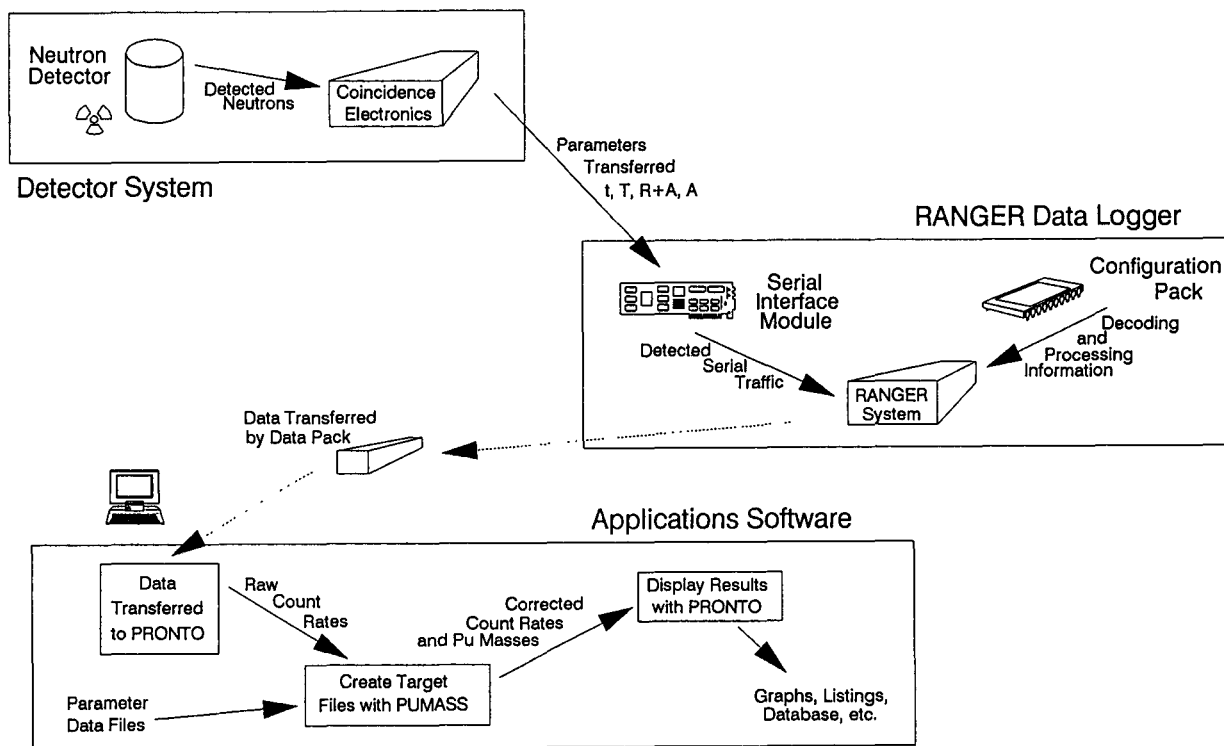 Neutron
Detector
Detected
Neutrons
Coincidence
Electronics
Detector System
Parameters
Transferred
t, T, R+A, A
RANGER Data Logger
Serial
Interface
Module
Configuration
Pack
Detected
Serial
Traffic
Decoding
and
Processing
Information
RANGER
System
Data Transferred
by Data Pack
Applications Software
Data
Transferred
to PRONTO
Raw
Count
Rates
Parameter
Data Files
Create Target
Files with PUMASS
Corrected
Count Rates
and Pu Masses
Display Results
with PRONTO
Graphs, Listings,
Database, etc.